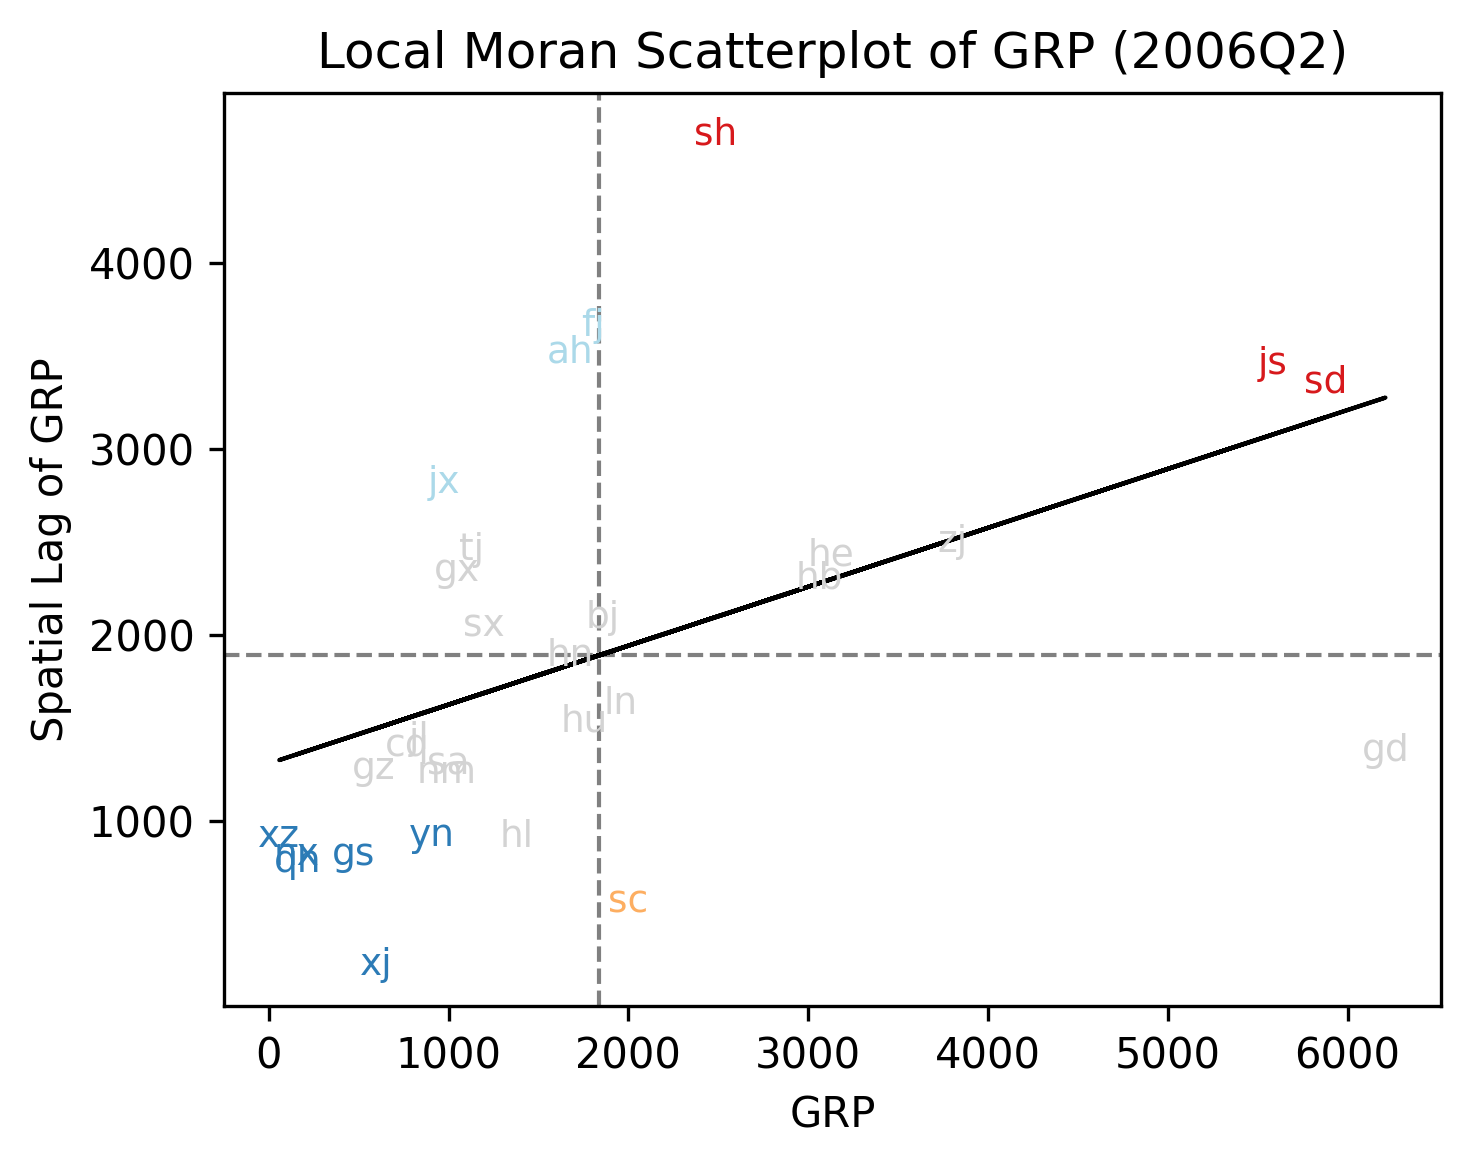 Local Moran Scatterplot of GRP (2006Q2)
sh
4000
fj
ah
js
sd
3000
jx
tj
he
zj
gx
hb
bj
sx
2000
hn
ln
hu
jl
cd
sa
gd
gz
nm
1000
xz
yn
hl
nx
gs
qh
sc
xj
0 1000 2000 3000 4000 5000 6000
GRP
Spatial Lag of GRP